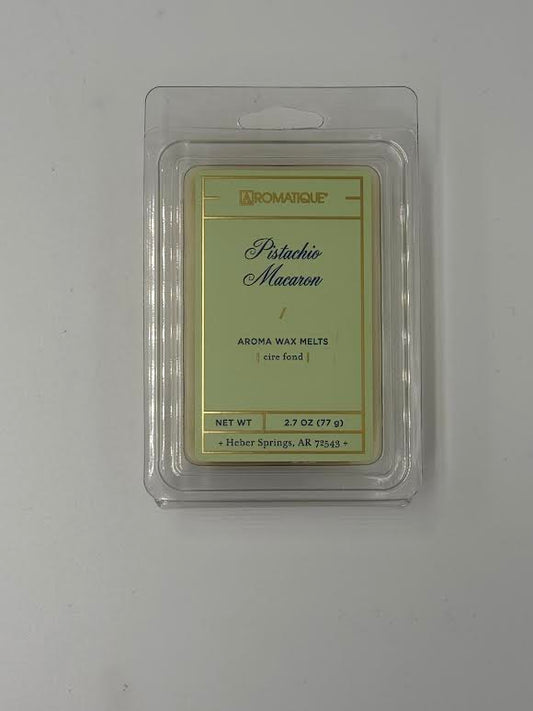 AROMATIQUE®
Pistachio
Macaron
AROMA WAX MELTS
cire fond
NET WT 2.7 OZ (77 g)
+ Heber Springs, AR 72543 +